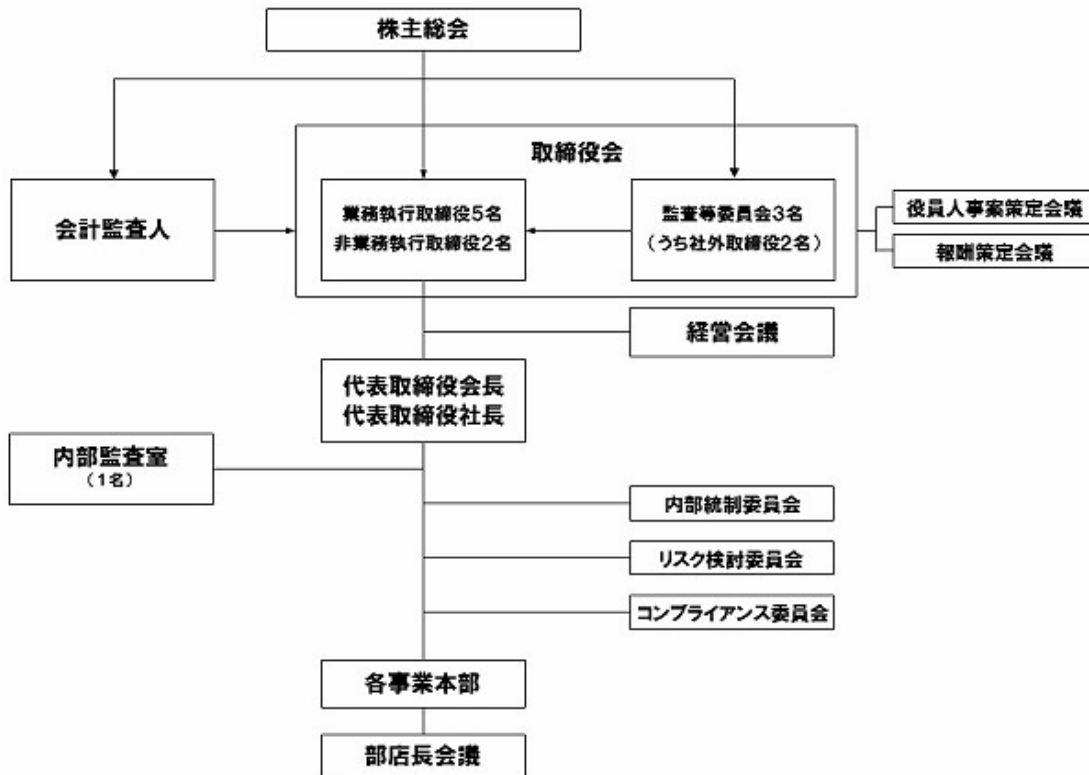 株主総会
取締役会
会計監査人
業務執行取締役5名
非業務執行取締役2名
監査等委員会3名
(うち社外取締役2名)
役員人事案策定会議
報酬策定会議
経営会議
代表取締役会長
代表取締役社長
内部監査室
(1名)
内部統制委員会
リスク検討委員会
コンプライアンス委員会
各事業本部
部店長会議